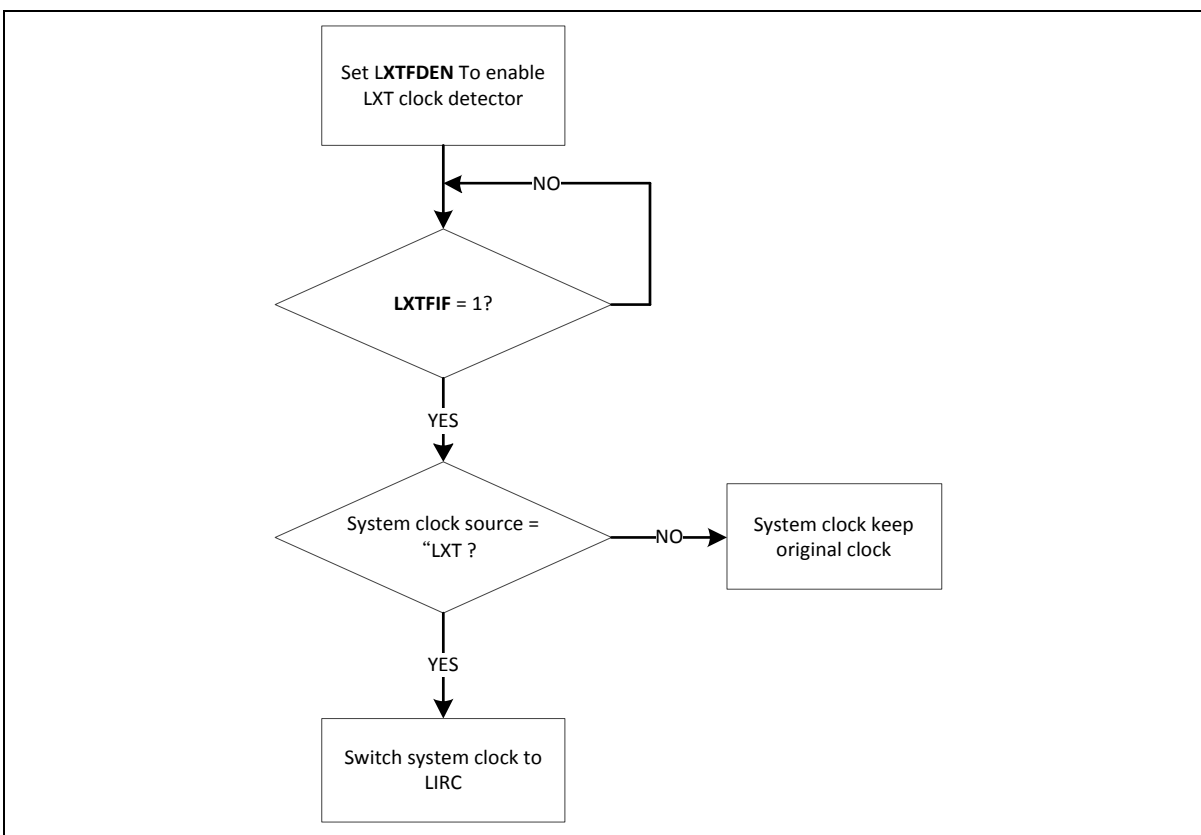 Set LXTFDEN To enable
LXT clock detector
NO
LXTFIF = 1?
YES
System clock source =
“LXT ?
NO
System clock keep
original clock
YES
Switch system clock to
LIRC